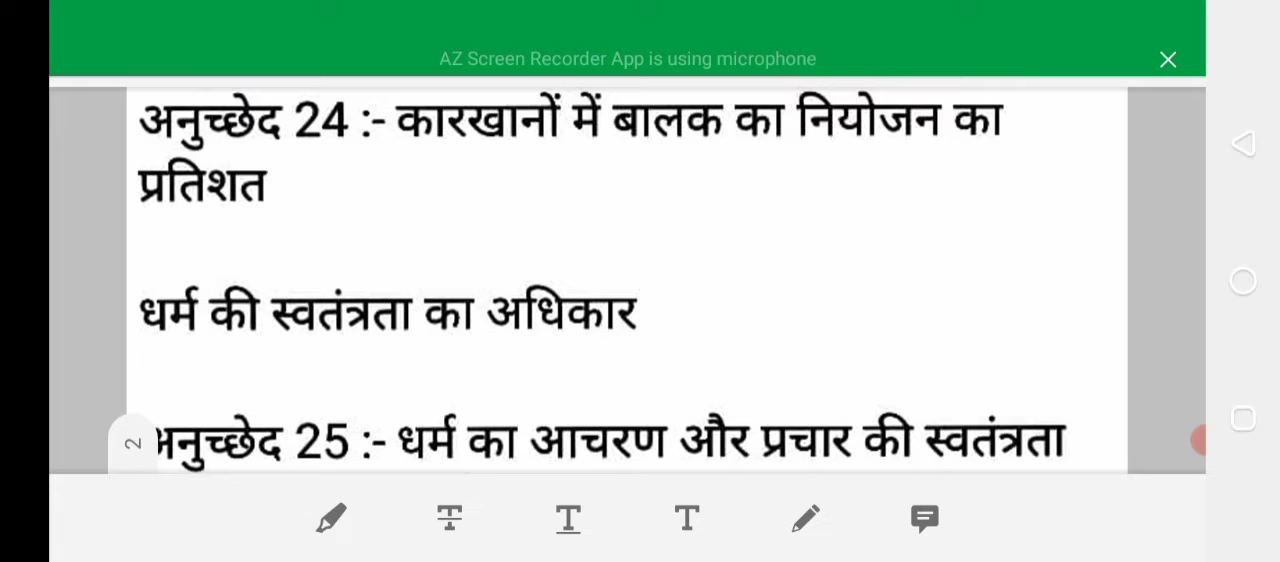 AZ Screen Recorder App is using microphone
अनुच्छेद 24 :- कारखानों में बालक का नियोजन का
प्रतिशत
धर्म की स्वतंत्रता का अधिकार
अनुच्छेद 25 :- धर्म का आचरण और प्रचार की स्वतंत्रता
2